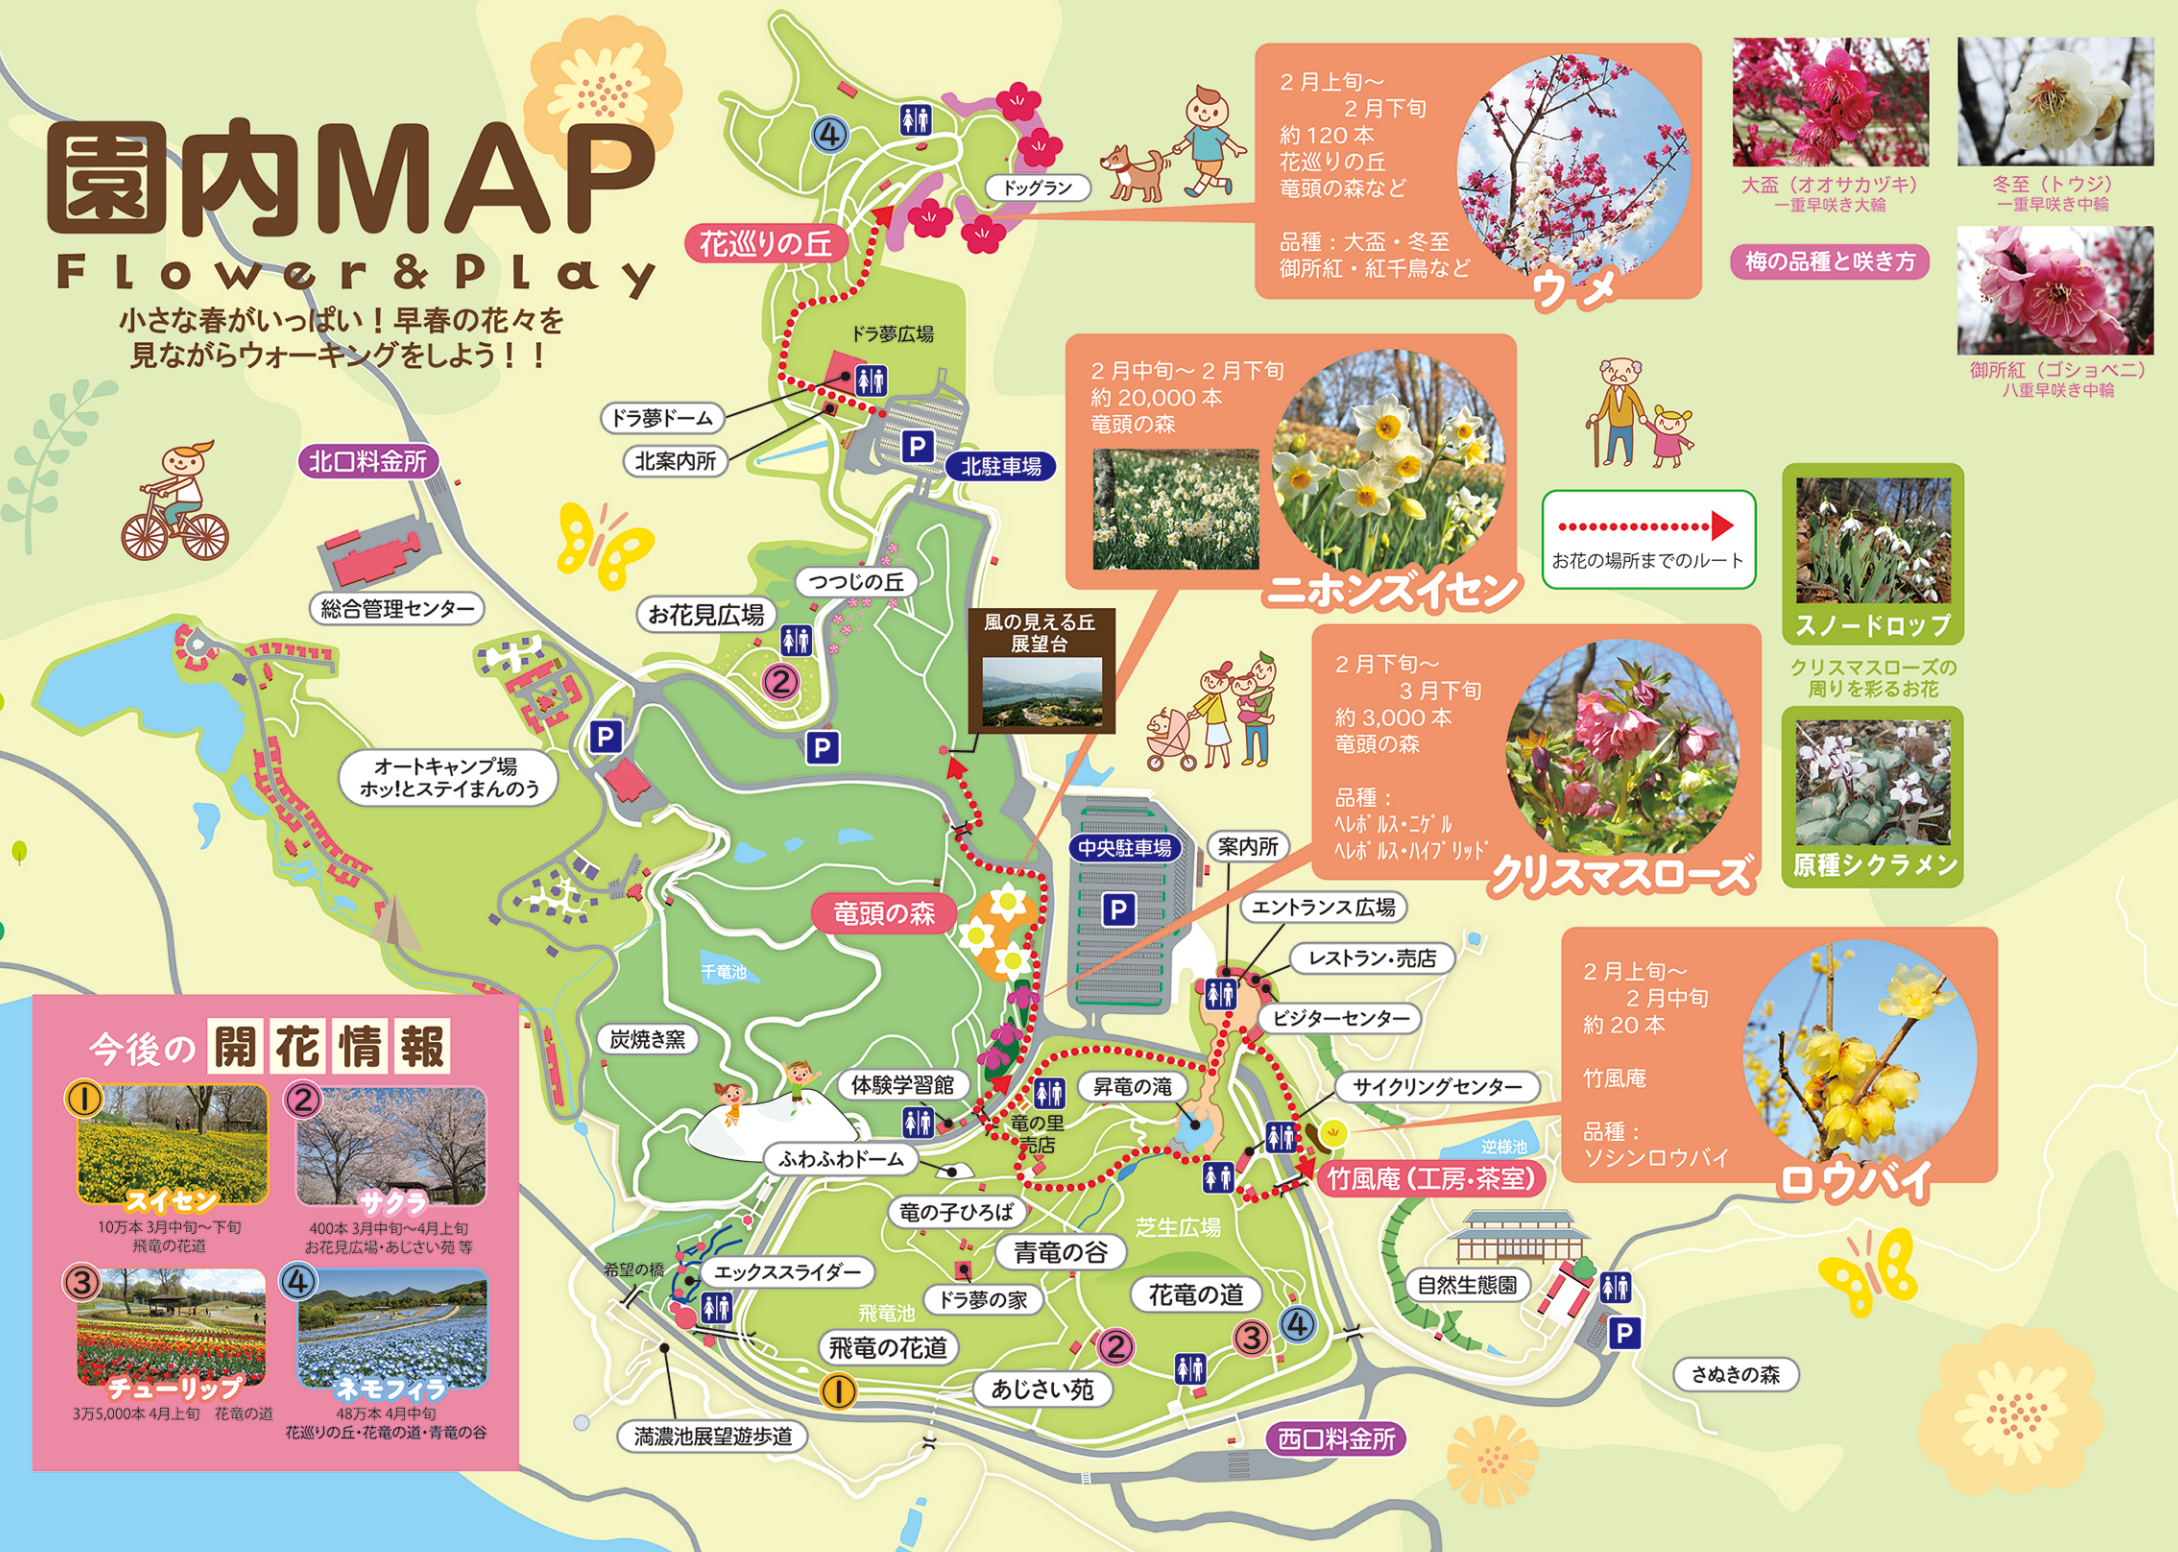 園内MAP
Flower&Play
小さな春がいっぱい！早春の花々を
見ながらウォーキングをしよう！！
2月上旬〜
2月下旬
約120本
花巡りの丘
竜頭の森など
品種：大盃・冬至
御所紅・紅千鳥など
ウメ
大盃（オオサカヅキ）
一重早咲き大輪
冬至（トウジ）
一重早咲き中輪
梅の品種と咲き方
御所紅（ゴショベニ）
八重早咲き中輪
2月中旬〜2月下旬
約20,000本
竜頭の森
ニホンズイセン
お花の場所までのルート
スノードロップ
クリスマスローズの
周りを彩るお花
原種シクラメン
2月下旬〜
3月下旬
約3,000本
竜頭の森
品種：
ﾍﾚﾎﾞﾙｽ・ﾆｹﾞﾙ
ﾍﾚﾎﾞﾙｽ・ﾊｲﾌﾞﾘｯﾄﾞ
クリスマスローズ
2月上旬〜
2月中旬
約20本
竹風庵
品種：
ソシンロウバイ
ロウバイ
④
ドッグラン
花巡りの丘
ドラ夢広場
ドラ夢ドーム
北案内所
P
北駐車場
北口料金所
総合管理センター
つつじの丘
お花見広場
②
風の見える丘
展望台
P
P
オートキャンプ場
ホッ!とステイまんのう
中央駐車場
P
案内所
エントランス広場
レストラン・売店
ビジターセンター
竜頭の森
千竜池
炭焼き窯
体験学習館
昇竜の滝
サイクリングセンター
竜の里
売店
逆様池
ふわふわドーム
竹風庵（工房・茶室）
竜の子ひろば
芝生広場
青竜の谷
希望の橋
エックススライダー
ドラ夢の家
花竜の道
自然生態園
飛竜池
飛竜の花道
②
③
④
P
①
あじさい苑
さぬきの森
満濃池展望遊歩道
西口料金所
今後の開花情報
①
スイセン
10万本 3月中旬〜下旬
飛竜の花道
②
サクラ
400本 3月中旬〜4月上旬
お花見広場・あじさい苑 等
③
チューリップ
3万5,000本 4月上旬　花竜の道
④
ネモフィラ
48万本 4月中旬
花巡りの丘・花竜の道・青竜の谷